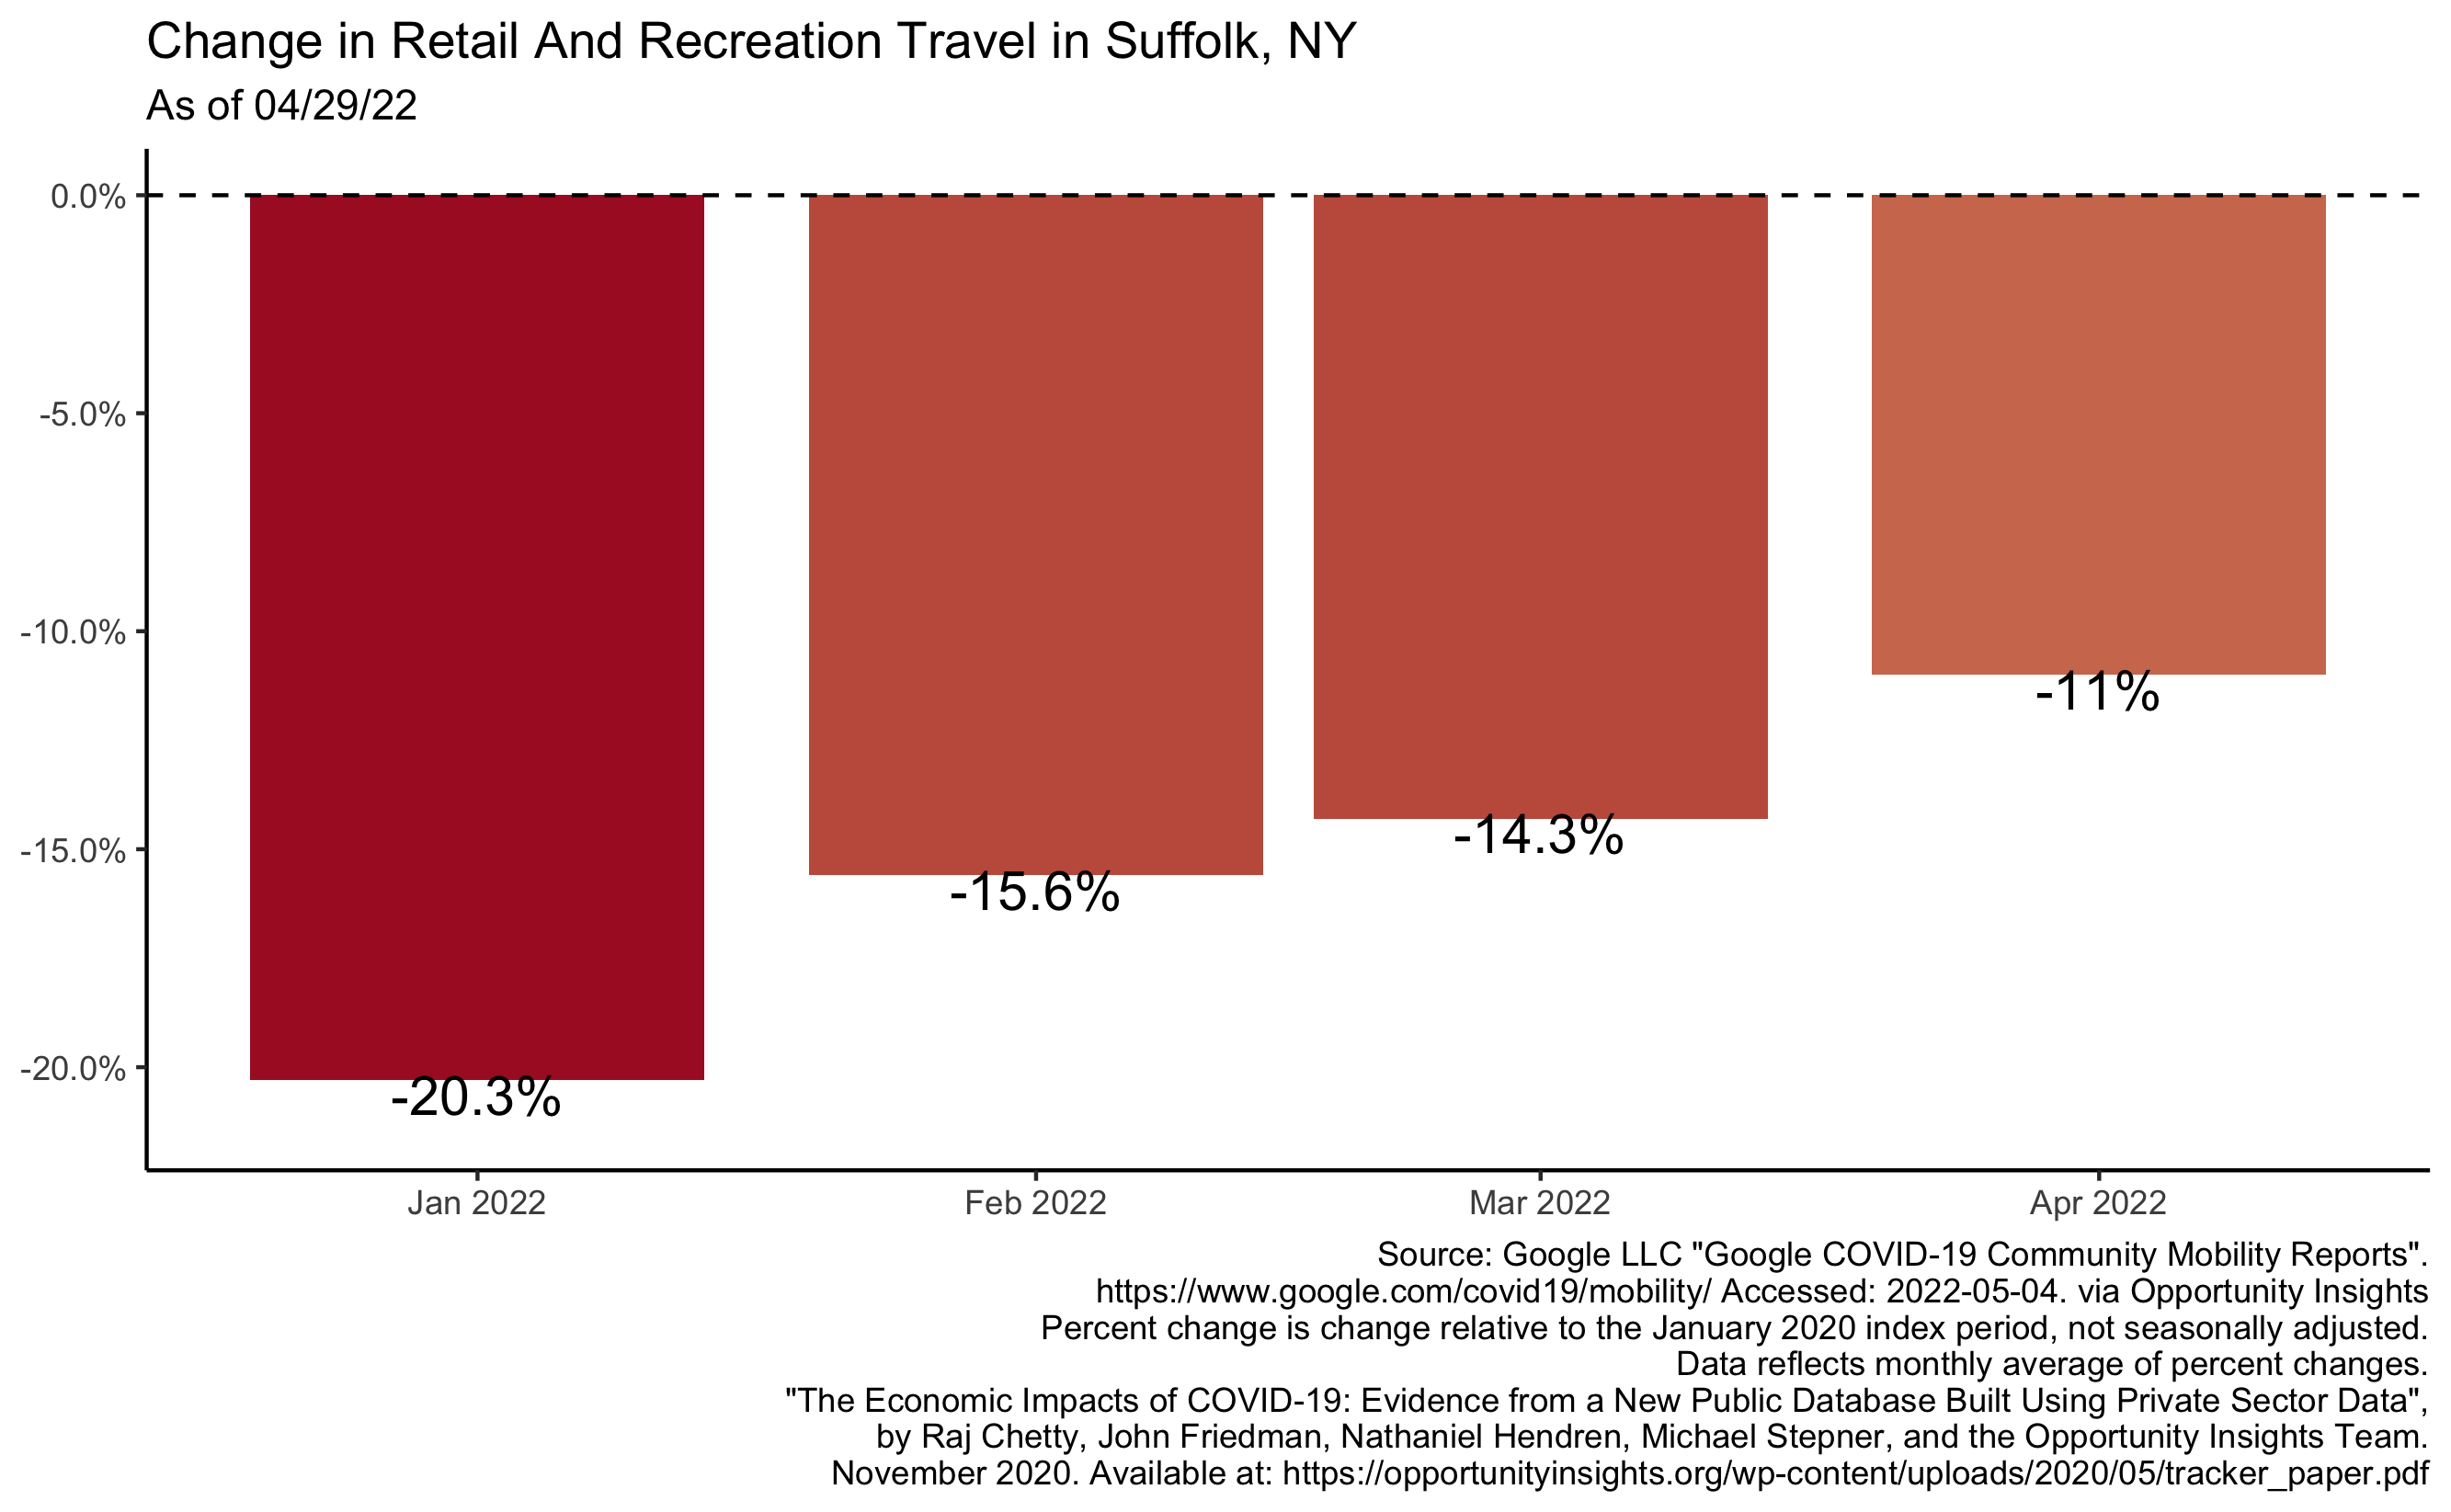 Change in Retail And Recreation Travel in Suffolk, NY
As of 04/29/22
0.0%
-5.0%
-10.0%
-15.0%
-20.0%
-20.3%
-15.6%
-14.3%
-11%
Jan 2022
Feb 2022
Mar 2022
Apr 2022
Source: Google LLC "Google COVID-19 Community Mobility Reports".
https://www.google.com/covid19/mobility/ Accessed: 2022-05-04. via Opportunity Insights
Percent change is change relative to the January 2020 index period, not seasonally adjusted.
Data reflects monthly average of percent changes.
"The Economic Impacts of COVID-19: Evidence from a New Public Database Built Using Private Sector Data",
by Raj Chetty, John Friedman, Nathaniel Hendren, Michael Stepner, and the Opportunity Insights Team.
November 2020. Available at: https://opportunityinsights.org/wp-content/uploads/2020/05/tracker_paper.pdf